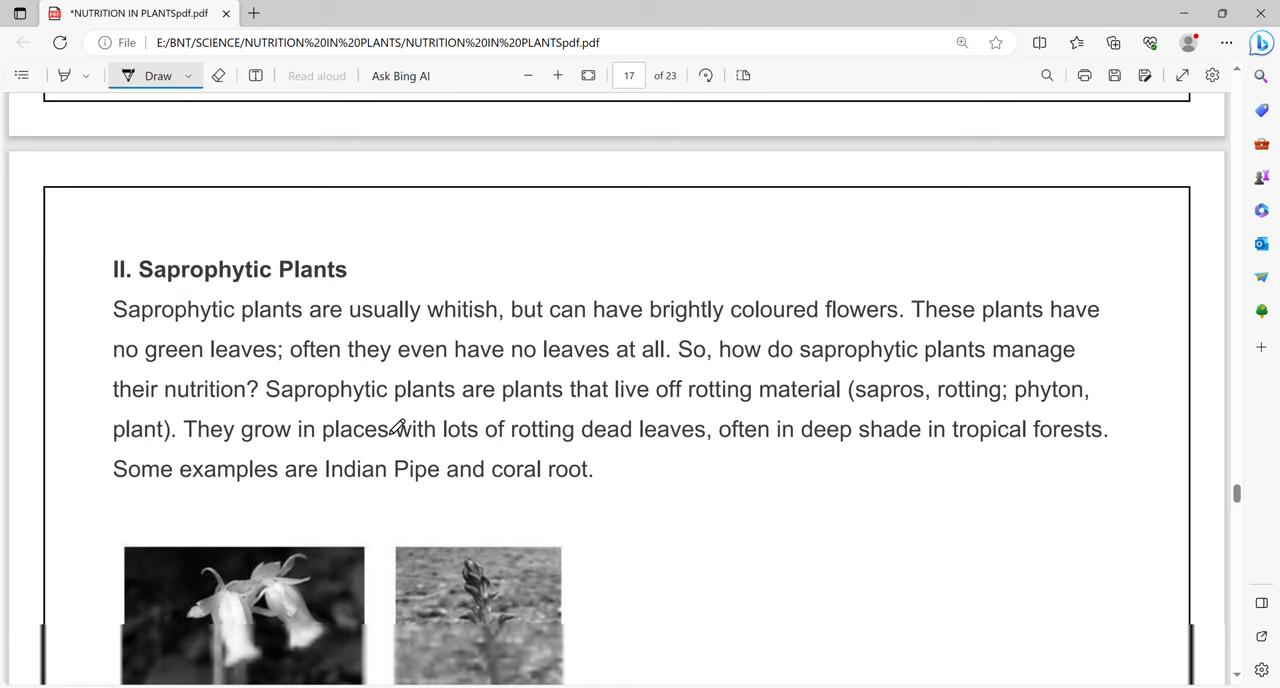 *NUTRITION IN PLANTSpdf.pdf
File E:/BNT/SCIENCE/NUTRITION%20IN%20PLANTS/NUTRITION%20IN%20PLANTSpdf.pdf
Draw Read aloud Ask Bing AI 17 of 23
II. Saprophytic Plants
Saprophytic plants are usually whitish, but can have brightly coloured flowers. These plants have
no green leaves; often they even have no leaves at all. So, how do saprophytic plants manage
their nutrition? Saprophytic plants are plants that live off rotting material (sapros, rotting; phyton,
plant). They grow in places with lots of rotting dead leaves, often in deep shade in tropical forests.
Some examples are Indian Pipe and coral root.